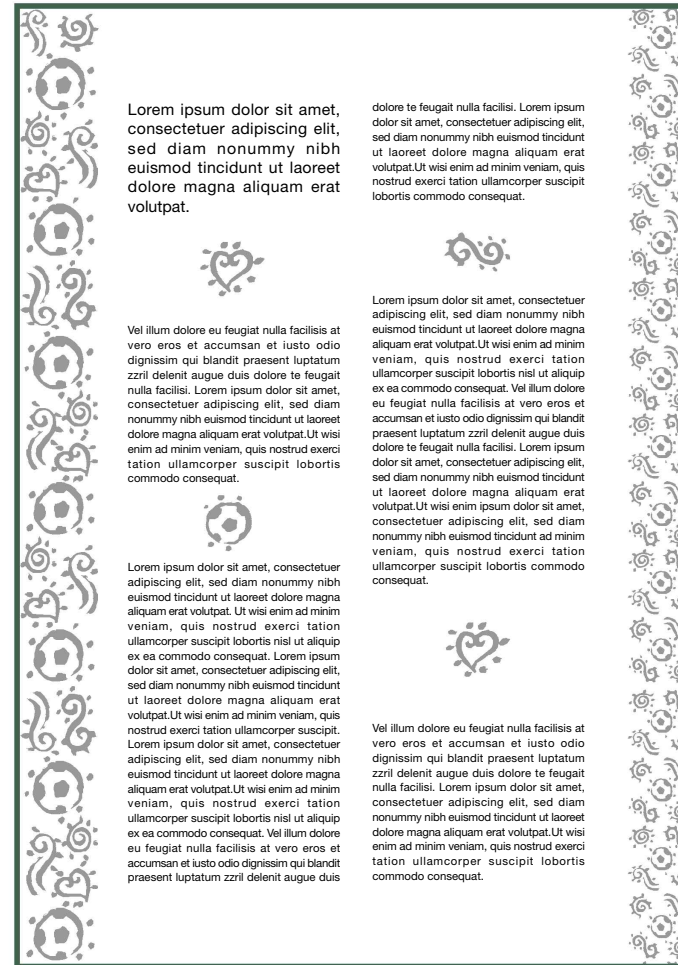 Lorem ipsum dolor sit amet,
consectetuer adipiscing elit,
sed diam nonummy nibh
euismod tincidunt ut laoreet
dolore magna aliquam erat
volutpat.
Vel illum dolore eu feugiat nulla facilisis at
vero eros et accumsan et iusto odio
dignissim qui blandit praesent luptatum
zzril delenit augue duis dolore te feugait
nulla facilisi. Lorem ipsum dolor sit amet,
consectetuer adipiscing elit, sed diam
nonummy nibh euismod tincidunt ut laoreet
dolore magna aliquam erat volutpat.Ut wisi
enim ad minim veniam, quis nostrud exerci
tation ullamcorper suscipit lobortis
commodo consequat.
Lorem ipsum dolor sit amet, consectetuer
adipiscing elit, sed diam nonummy nibh
euismod tincidunt ut laoreet dolore magna
aliquam erat volutpat. Ut wisi enim ad minim
veniam, quis nostrud exerci tation
ullamcorper suscipit lobortis nisl ut aliquip
ex ea commodo consequat. Lorem ipsum
dolor sit amet, consectetuer adipiscing elit,
sed diam nonummy nibh euismod tincidunt
ut laoreet dolore magna aliquam erat
volutpat.Ut wisi enim ad minim veniam, quis
nostrud exerci tation ullamcorper suscipit.
Lorem ipsum dolor sit amet, consectetuer
adipiscing elit, sed diam nonummy nibh
euismod tincidunt ut laoreet dolore magna
aliquam erat volutpat.Ut wisi enim ad minim
veniam, quis nostrud exerci tation
ullamcorper suscipit lobortis nisl ut aliquip
ex ea commodo consequat. Vel illum dolore
eu feugiat nulla facilisis at vero eros et
accumsan et iusto odio dignissim qui blandit
praesent luptatum zzril delenit augue duis
dolore te feugait nulla facilisi. Lorem ipsum
dolor sit amet, consectetuer adipiscing elit,
sed diam nonummy nibh euismod tincidunt
ut laoreet dolore magna aliquam erat
volutpat.Ut wisi enim ad minim veniam, quis
nostrud exerci tation ullamcorper suscipit
lobortis commodo consequat.
Lorem ipsum dolor sit amet, consectetuer
adipiscing elit, sed diam nonummy nibh
euismod tincidunt ut laoreet dolore magna
aliquam erat volutpat.Ut wisi enim ad minim
veniam, quis nostrud exerci tation
ullamcorper suscipit lobortis nisl ut aliquip
ex ea commodo consequat. Vel illum dolore
eu feugiat nulla facilisis at vero eros et
accumsan et iusto odio dignissim qui blandit
praesent luptatum zzril delenit augue duis
dolore te feugait nulla facilisi. Lorem ipsum
dolor sit amet, consectetuer adipiscing elit,
sed diam nonummy nibh euismod tincidunt
ut laoreet dolore magna aliquam erat
volutpat.Ut wisi enim ipsum dolor sit amet,
consectetuer adipiscing elit, sed diam
nonummy nibh euismod tincidunt ad minim
veniam, quis nostrud exerci tation
ullamcorper suscipit lobortis commodo
consequat.
Vel illum dolore eu feugiat nulla facilisis at
vero eros et accumsan et iusto odio
dignissim qui blandit praesent luptatum
zzril delenit augue duis dolore te feugait
nulla facilisi. Lorem ipsum dolor sit amet,
consectetuer adipiscing elit, sed diam
nonummy nibh euismod tincidunt ut laoreet
dolore magna aliquam erat volutpat.Ut wisi
enim ad minim veniam, quis nostrud exerci
tation ullamcorper suscipit lobortis
commodo consequat.